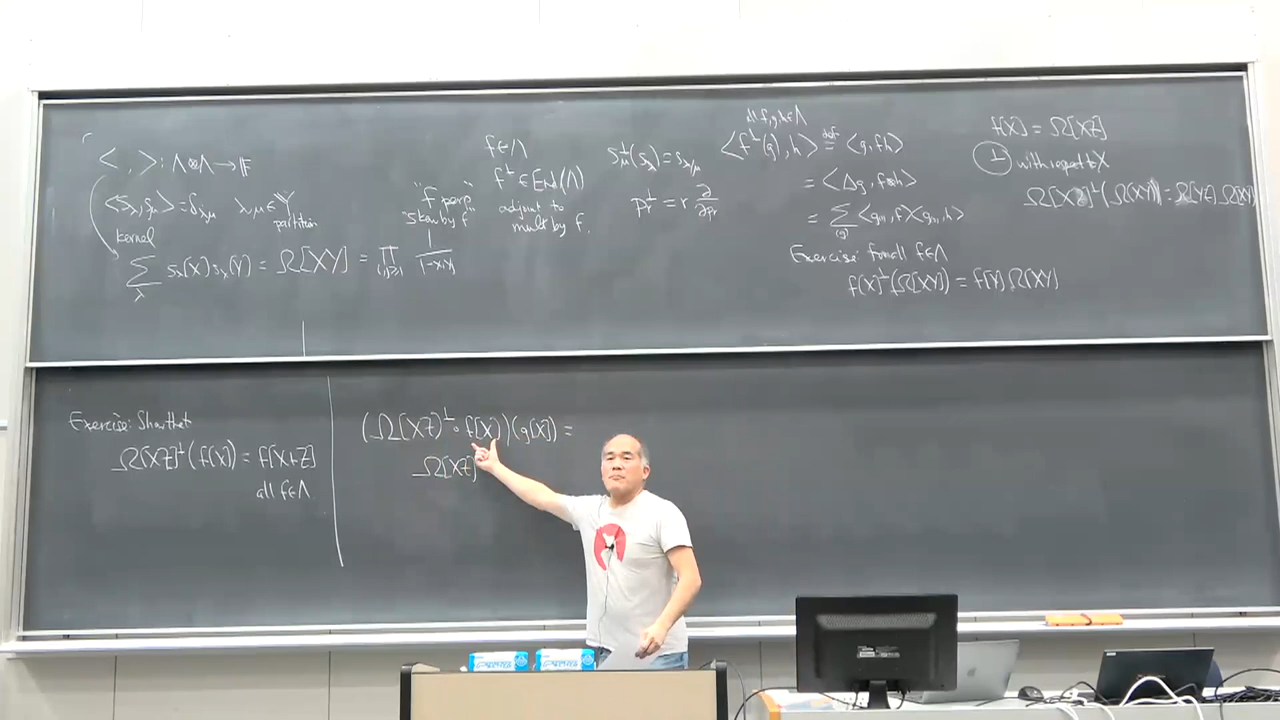 < , >: Λ⊗Λ→𝔽
<s_λ, s_μ> = δ_λμ   λ,μ∈Y
partition
kernel
Σ_λ s_λ[X]s_λ[Y] = Ω[XY] = ∏_{i,j≥1} 1/(1-x_i y_j)
f∈Λ
f^⊥ ∈ End(Λ)
"f perp"
"skew by f"
adjoint to
mult by f.
s_μ^⊥(s_λ) = s_λ/μ
p_r^⊥ = r ∂/∂p_r
all f,g,h∈Λ
<f^⊥(g), h> def= <g, fh>
= <Δg, f⊗h>
= Σ_(g) <g_(1), f><g_(2), h>
Exercise: for all f∈Λ
f[X]^⊥(Ω[XY]) = f[Y]Ω[XY]
f[X] = Ω[XZ]
⊥ with respect to X
Ω[XZ]^⊥(Ω[XY]) = Ω[YZ]Ω[XY]
Exercise: Show that
Ω[XZ]^⊥(f[X]) = f[X+Z]
all f∈Λ
(Ω[XZ]^⊥ ∘ f[X])(g[X]) =
Ω[XZ]